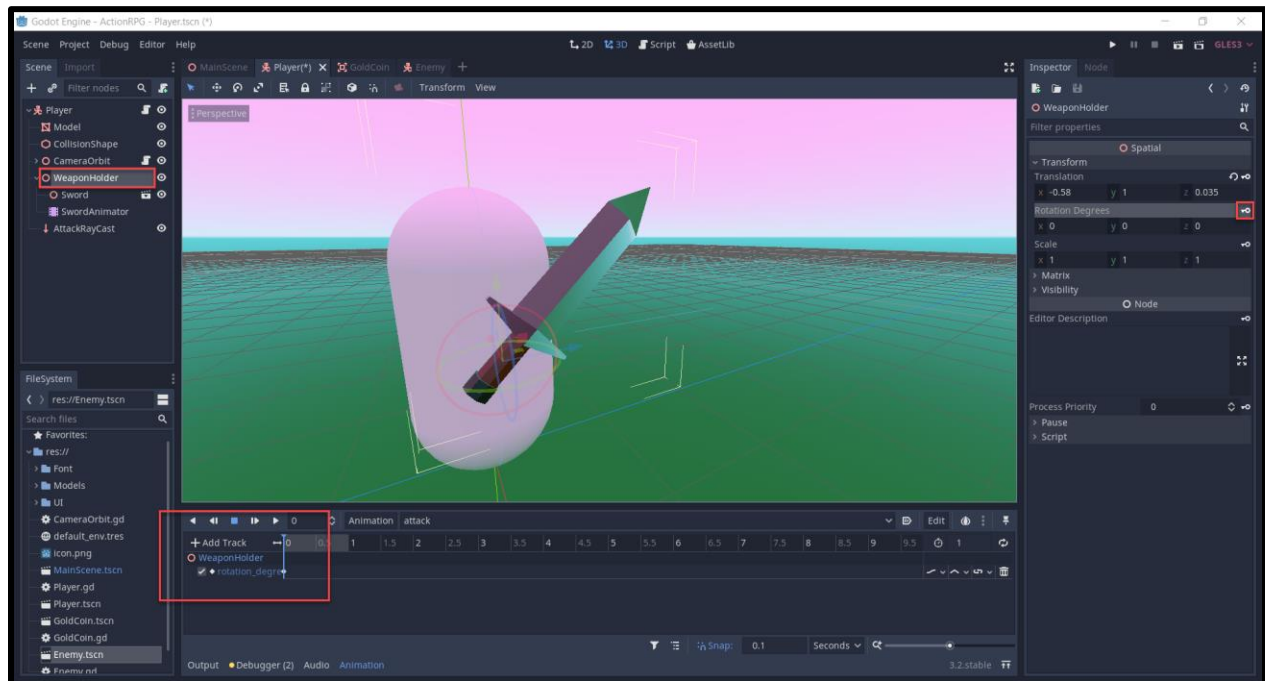 Godot Engine - ActionRPG - Player.tscn (*)
Scene Project Debug Editor Help
2D 3D Script AssetLib
GLES3
Scene Import
MainScene Player(*) GoldCoin Enemy
Inspector Node
Filter nodes
Transform View
Player
Model
CollisionShape
CameraOrbit
WeaponHolder
Sword
SwordAnimator
AttackRayCast
Perspective
WeaponHolder
Filter properties
Spatial
Transform
Translation
x -0.58 y 1 z 0.035
Rotation Degrees
x 0 y 0 z 0
Scale
x 1 y 1 z 1
Matrix
Visibility
Node
Editor Description
Process Priority 0
Pause
Script
FileSystem
res://Enemy.tscn
Search files
Favorites:
res://
Font
Models
UI
CameraOrbit.gd
default_env.tres
icon.png
MainScene.tscn
Player.gd
Player.tscn
GoldCoin.tscn
GoldCoin.gd
Enemy.tscn
Enemy.gd
0 Animation attack Edit
Add Track 0 0.5 1 1.5 2 2.5 3 3.5 4 4.5 5 5.5 6 6.5 7 7.5 8 8.5 9 9.5 1
WeaponHolder
rotation_degre
Snap: 0.1 Seconds
Output Debugger (2) Audio Animation
3.2.stable